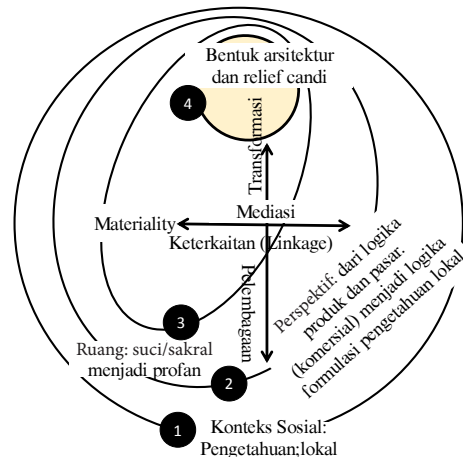 Bentuk arsitektur
dan relief candi
4
Transformasi
Mediasi
Materiality
Keterkaitan (Linkage)
Pelembagaan
Perspektif: dari logika
produk dan pasar.
(komersial) menjadi logika
formulasi pengetahuan lokal
3
Ruang: suci/sakral
menjadi profan
2
1
Konteks Sosial:
Pengetahuan;lokal